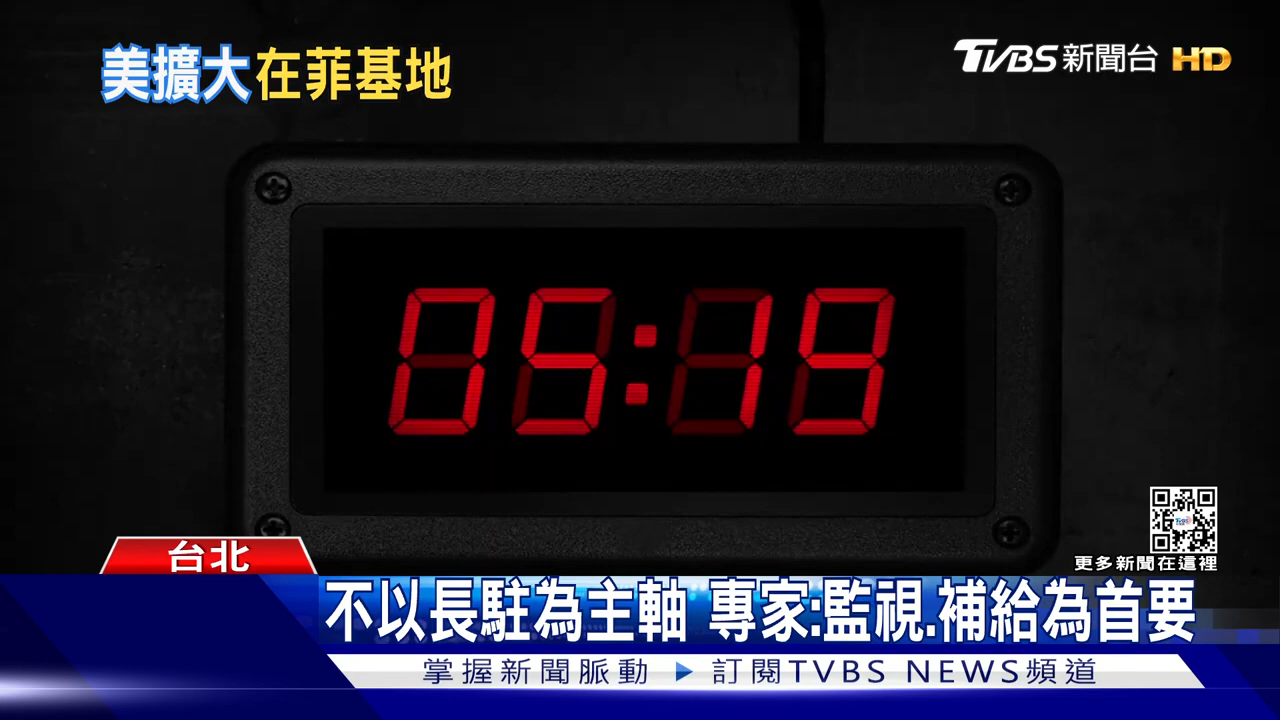 美擴大在菲基地
TVBS新聞台 HD
05:19
更多新聞在這裡
台北
不以長駐為主軸 專家:監視.補給為首要
掌握新聞脈動 ▶ 訂閱TVBS NEWS頻道